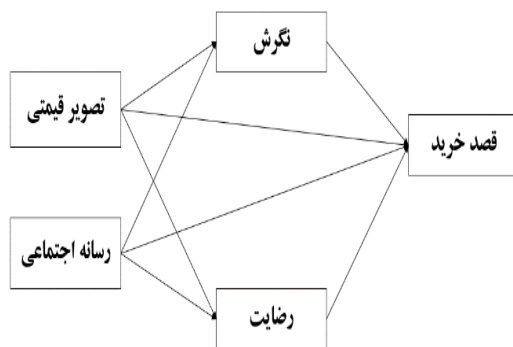 نگرش
تصویر قیمتی
قصد خرید
رسانه اجتماعی
رضایت